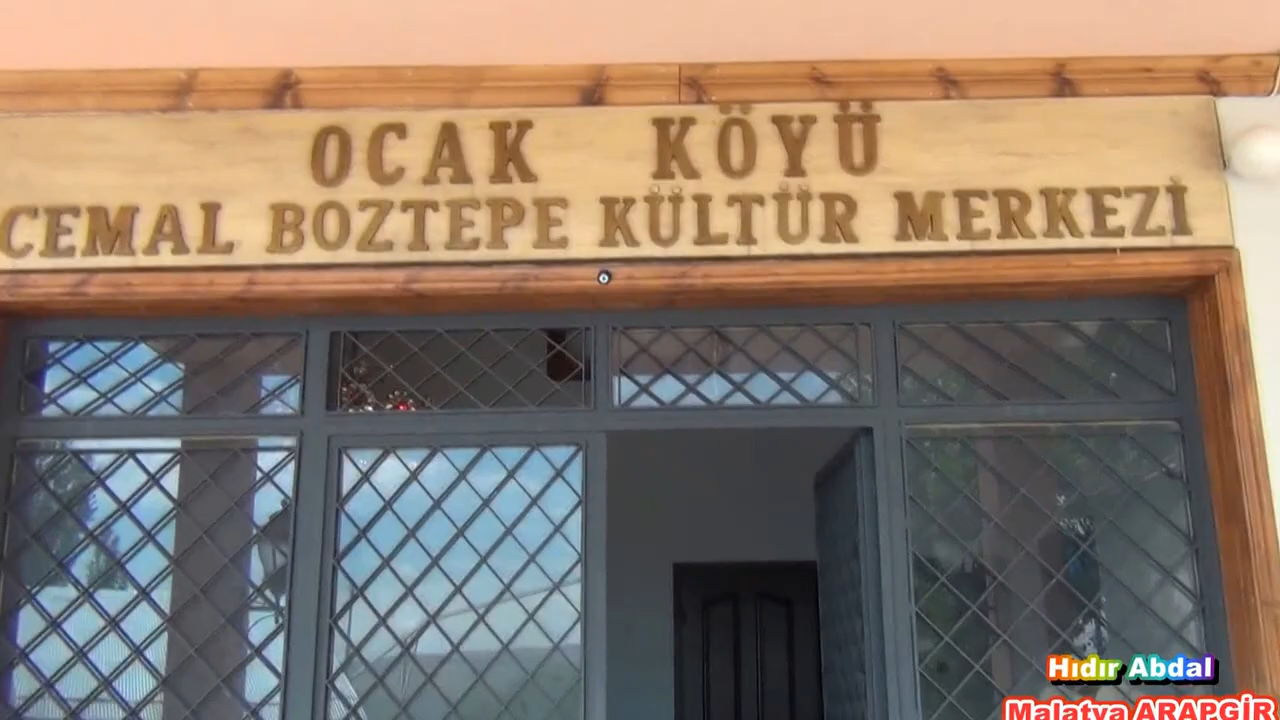 OCAK KÖYÜ
CEMAL BOZTEPE KÜLTÜR MERKEZİ
Hıdır Abdal
Malatya ARAPGİR